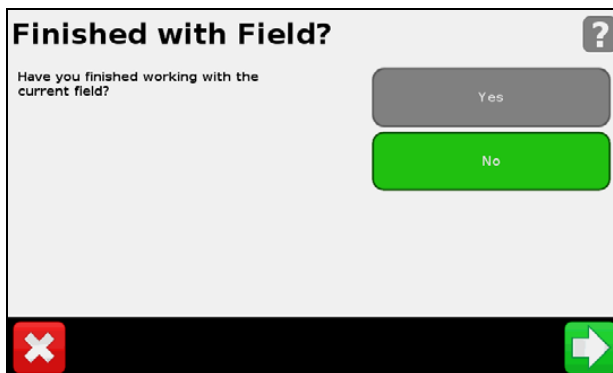 Finished with Field?
?
Have you finished working with the
current field?
Yes
No